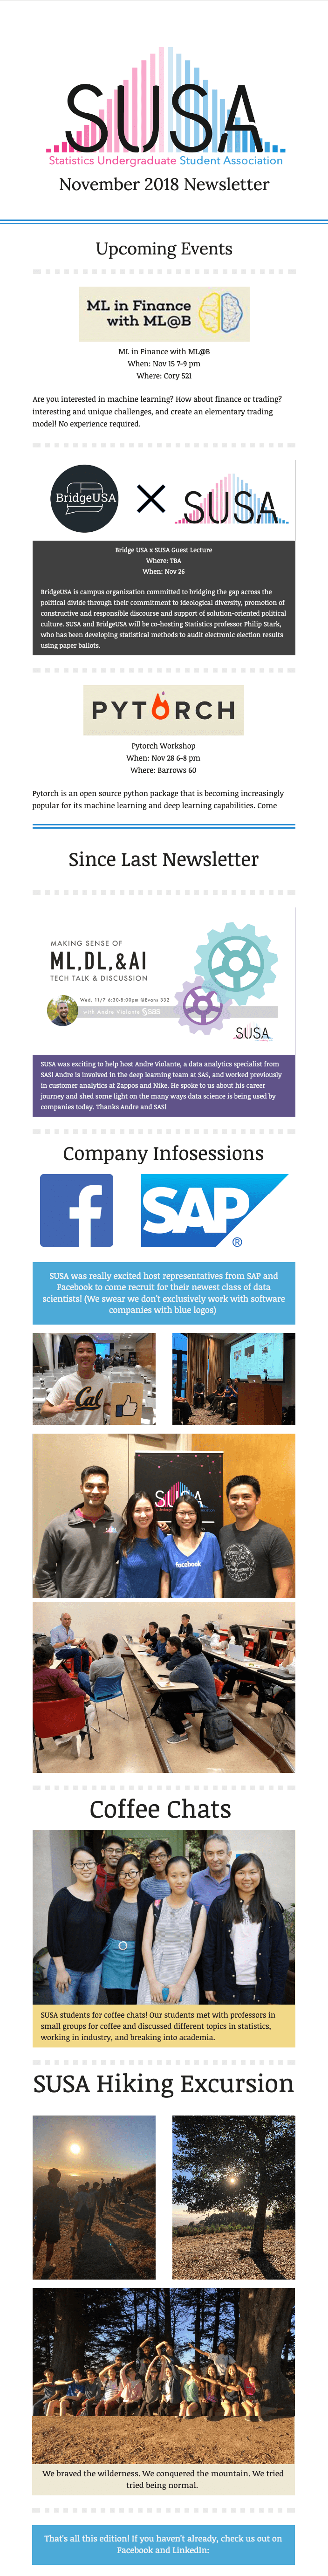 SUSA
Statistics Undergraduate Student Association
November 2018 Newsletter
Upcoming Events
ML in Finance
with ML@B
ML in Finance with ML@B
When: Nov 15 7-9 pm
Where: Cory 521
Are you interested in machine learning? How about finance or trading?
interesting and unique challenges, and create an elementary trading
model! No experience required.
BridgeUSA
SUSA
Bridge USA x SUSA Guest Lecture
Where: TBA
When: Nov 26
BridgeUSA is campus organization committed to bridging the gap across the
political divide through their commitment to ideological diversity, promotion of
constructive and responsible discourse and support of solution-oriented political
culture. SUSA and BridgeUSA will be co-hosting Statistics professor Philip Stark,
who has been developing statistical methods to audit electronic election results
using paper ballots.
PYTORCH
Pytorch Workshop
When: Nov 28 6-8 pm
Where: Barrows 60
Pytorch is an open source python package that is becoming increasingly
popular for its machine learning and deep learning capabilities. Come
Since Last Newsletter
MAKING SENSE OF
ML,DL,&AI
TECH TALK & DISCUSSION
Wed, 11/7 6:30-8:00pm @Evans 332
with Andre Violante SAS
SUSA
SUSA was exciting to help host Andre Violante, a data analytics specialist from
SAS! Andre is involved in the deep learning team at SAS, and worked previously
in customer analytics at Zappos and Nike. He spoke to us about his career
journey and shed some light on the many ways data science is being used by
companies today. Thanks Andre and SAS!
Company Infosessions
f
SAP
®
SUSA was really excited host representatives from SAP and
Facebook to come recruit for their newest class of data
scientists! (We swear we don't exclusively work with software
companies with blue logos)
Cal
SUSA
facebook
Coffee Chats
SUSA students for coffee chats! Our students met with professors in
small groups for coffee and discussed different topics in statistics,
working in industry, and breaking into academia.
SUSA Hiking Excursion
We braved the wilderness. We conquered the mountain. We tried
tried being normal.
That's all this edition! If you haven't already, check us out on
Facebook and LinkedIn: